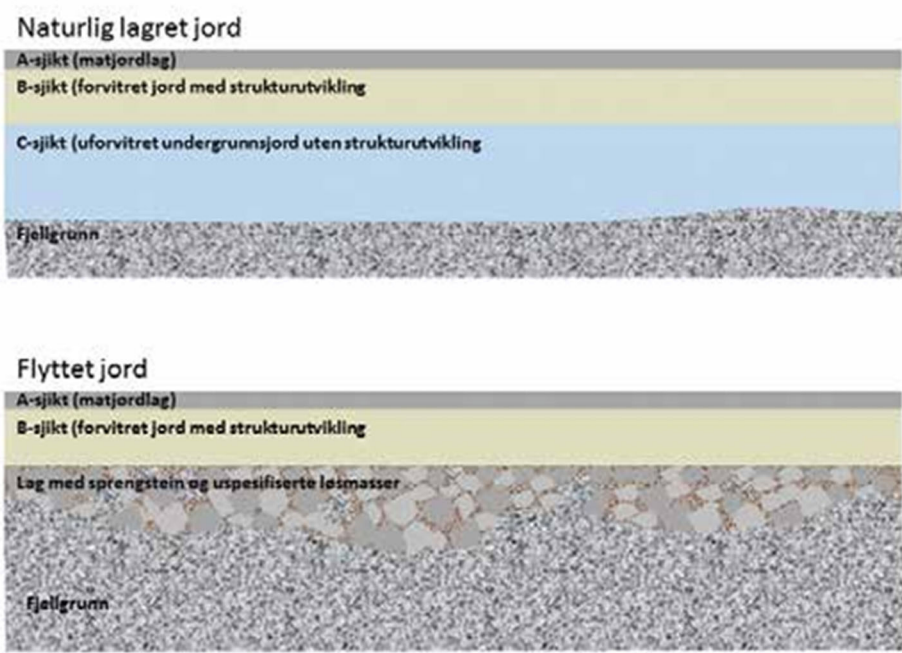 Naturlig lagret jord
A-sjikt (matjordlag)
B-sjikt (forvitret jord med strukturutvikling
C-sjikt (uforvitret undergrunnsjord uten strukturutvikling
Fjellgrunn
Flyttet jord
A-sjikt (matjordlag)
B-sjikt (forvitret jord med strukturutvikling
Lag med sprengstein og uspesifiserte løsmasser
Fjellgrunn